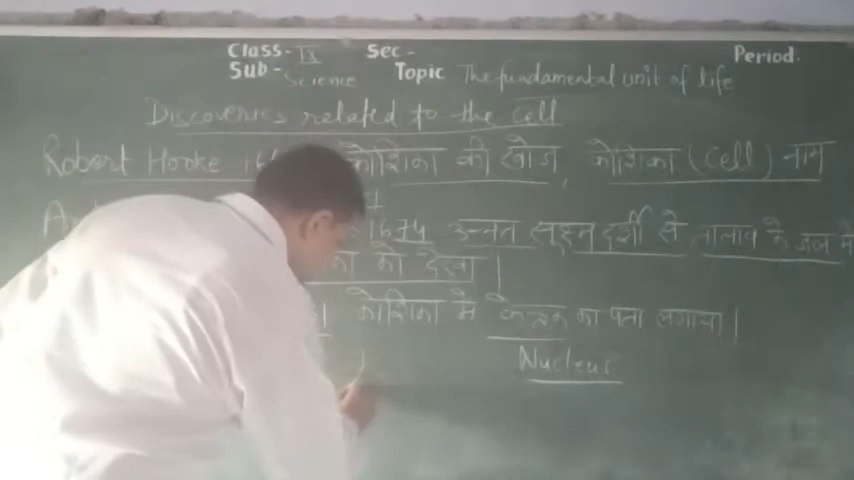 Class- IX Sec- Period.
Sub- Science Topic The fundamental unit of life
Discoveries related to the Cell
Robert Hooke कोशिका की खोज, कोशिका (Cell) नाम
1674 उन्नत सूक्ष्मदर्शी से तालाब के जल में
का को देखा।
कोशिका में केन्द्रक का पता लगाया।
Nucleus